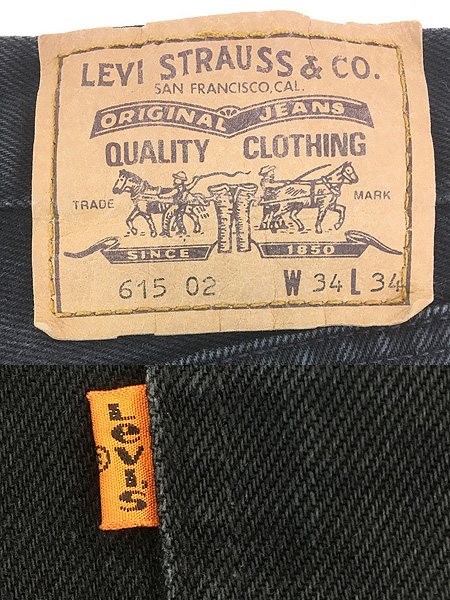 LEVI STRAUSS & CO.
SAN FRANCISCO, CAL.
ORIGINAL JEANS
QUALITY CLOTHING
TRADE MARK
SINCE 1850
615 02 W 34 L 34
LEVI'S
®